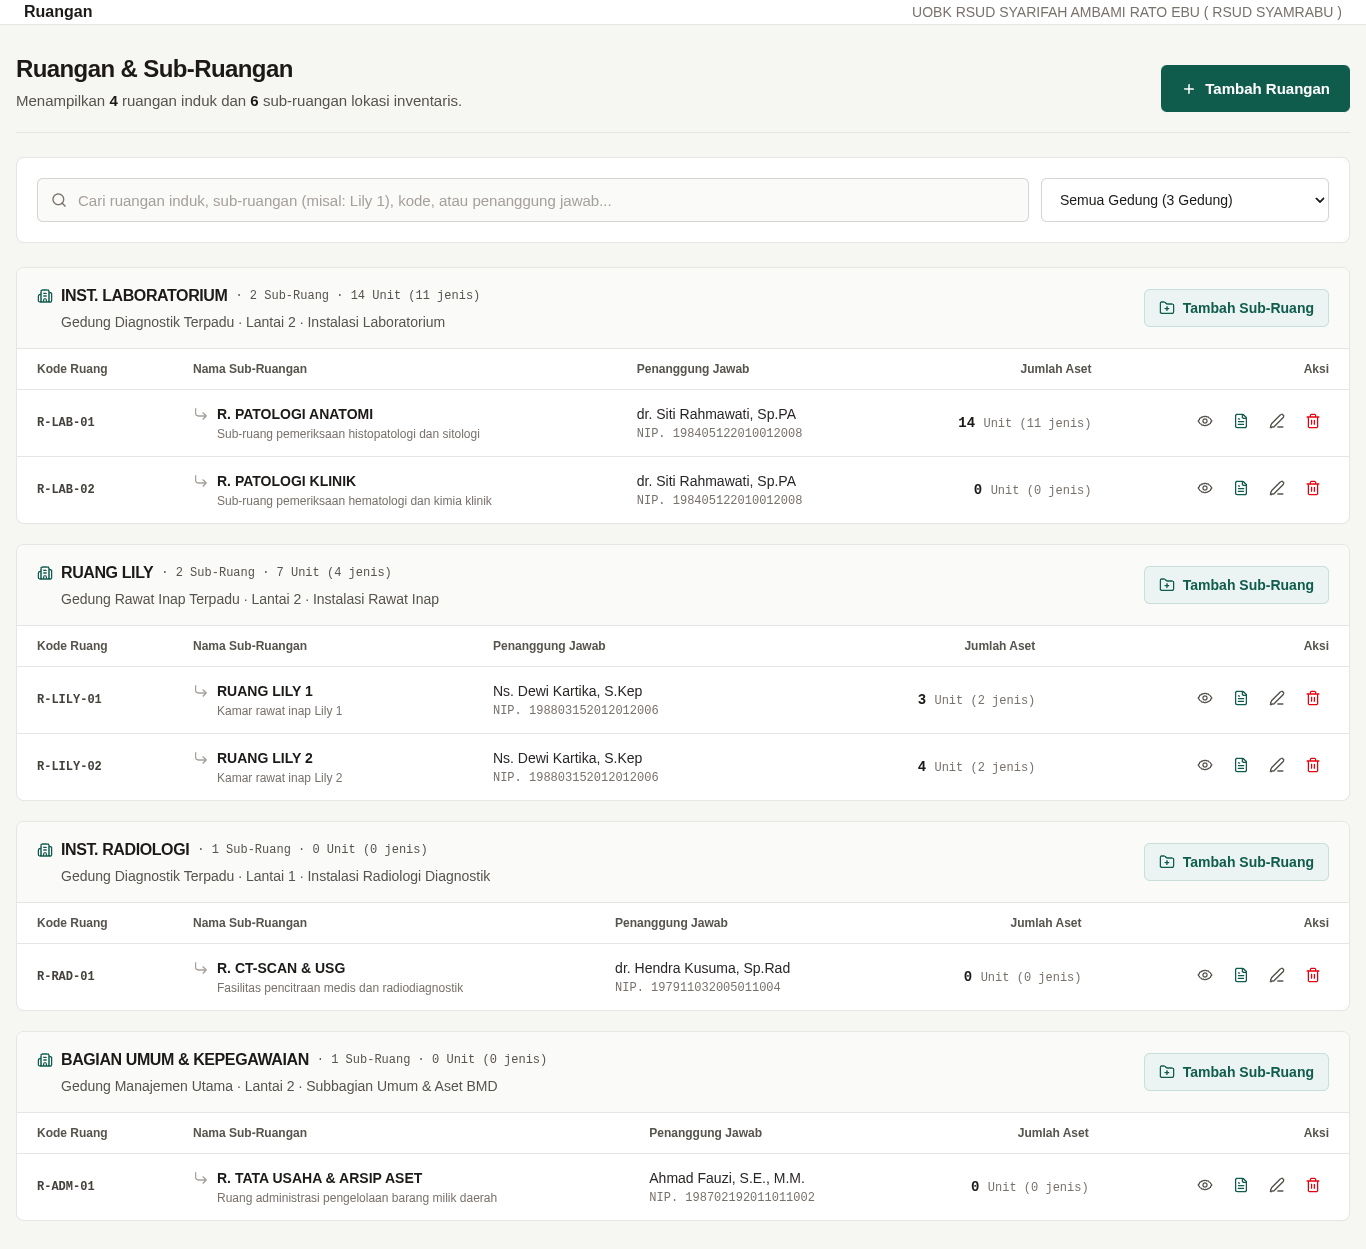 Ruangan
UOBK RSUD SYARIFAH AMBAMI RATO EBU ( RSUD SYAMRABU )
Ruangan & Sub-Ruangan
Menampilkan 4 ruangan induk dan 6 sub-ruangan lokasi inventaris.
Tambah Ruangan
Cari ruangan induk, sub-ruangan (misal: Lily 1), kode, atau penanggung jawab...
Semua Gedung (3 Gedung)
INST. LABORATORIUM · 2 Sub-Ruang · 14 Unit (11 jenis)
Gedung Diagnostik Terpadu · Lantai 2 · Instalasi Laboratorium
Tambah Sub-Ruang
Kode Ruang Nama Sub-Ruangan Penanggung Jawab Jumlah Aset Aksi
R-LAB-01 R. PATOLOGI ANATOMI dr. Siti Rahmawati, Sp.PA 14 Unit (11 jenis)
Sub-ruang pemeriksaan histopatologi dan sitologi NIP. 198405122010012008
R-LAB-02 R. PATOLOGI KLINIK dr. Siti Rahmawati, Sp.PA 0 Unit (0 jenis)
Sub-ruang pemeriksaan hematologi dan kimia klinik NIP. 198405122010012008
RUANG LILY · 2 Sub-Ruang · 7 Unit (4 jenis)
Gedung Rawat Inap Terpadu · Lantai 2 · Instalasi Rawat Inap
Tambah Sub-Ruang
Kode Ruang Nama Sub-Ruangan Penanggung Jawab Jumlah Aset Aksi
R-LILY-01 RUANG LILY 1 Ns. Dewi Kartika, S.Kep 3 Unit (2 jenis)
Kamar rawat inap Lily 1 NIP. 198803152012012006
R-LILY-02 RUANG LILY 2 Ns. Dewi Kartika, S.Kep 4 Unit (2 jenis)
Kamar rawat inap Lily 2 NIP. 198803152012012006
INST. RADIOLOGI · 1 Sub-Ruang · 0 Unit (0 jenis)
Gedung Diagnostik Terpadu · Lantai 1 · Instalasi Radiologi Diagnostik
Tambah Sub-Ruang
Kode Ruang Nama Sub-Ruangan Penanggung Jawab Jumlah Aset Aksi
R-RAD-01 R. CT-SCAN & USG dr. Hendra Kusuma, Sp.Rad 0 Unit (0 jenis)
Fasilitas pencitraan medis dan radiodiagnostik NIP. 197911032005011004
BAGIAN UMUM & KEPEGAWAIAN · 1 Sub-Ruang · 0 Unit (0 jenis)
Gedung Manajemen Utama · Lantai 2 · Subbagian Umum & Aset BMD
Tambah Sub-Ruang
Kode Ruang Nama Sub-Ruangan Penanggung Jawab Jumlah Aset Aksi
R-ADM-01 R. TATA USAHA & ARSIP ASET Ahmad Fauzi, S.E., M.M. 0 Unit (0 jenis)
Ruang administrasi pengelolaan barang milik daerah NIP. 198702192011011002